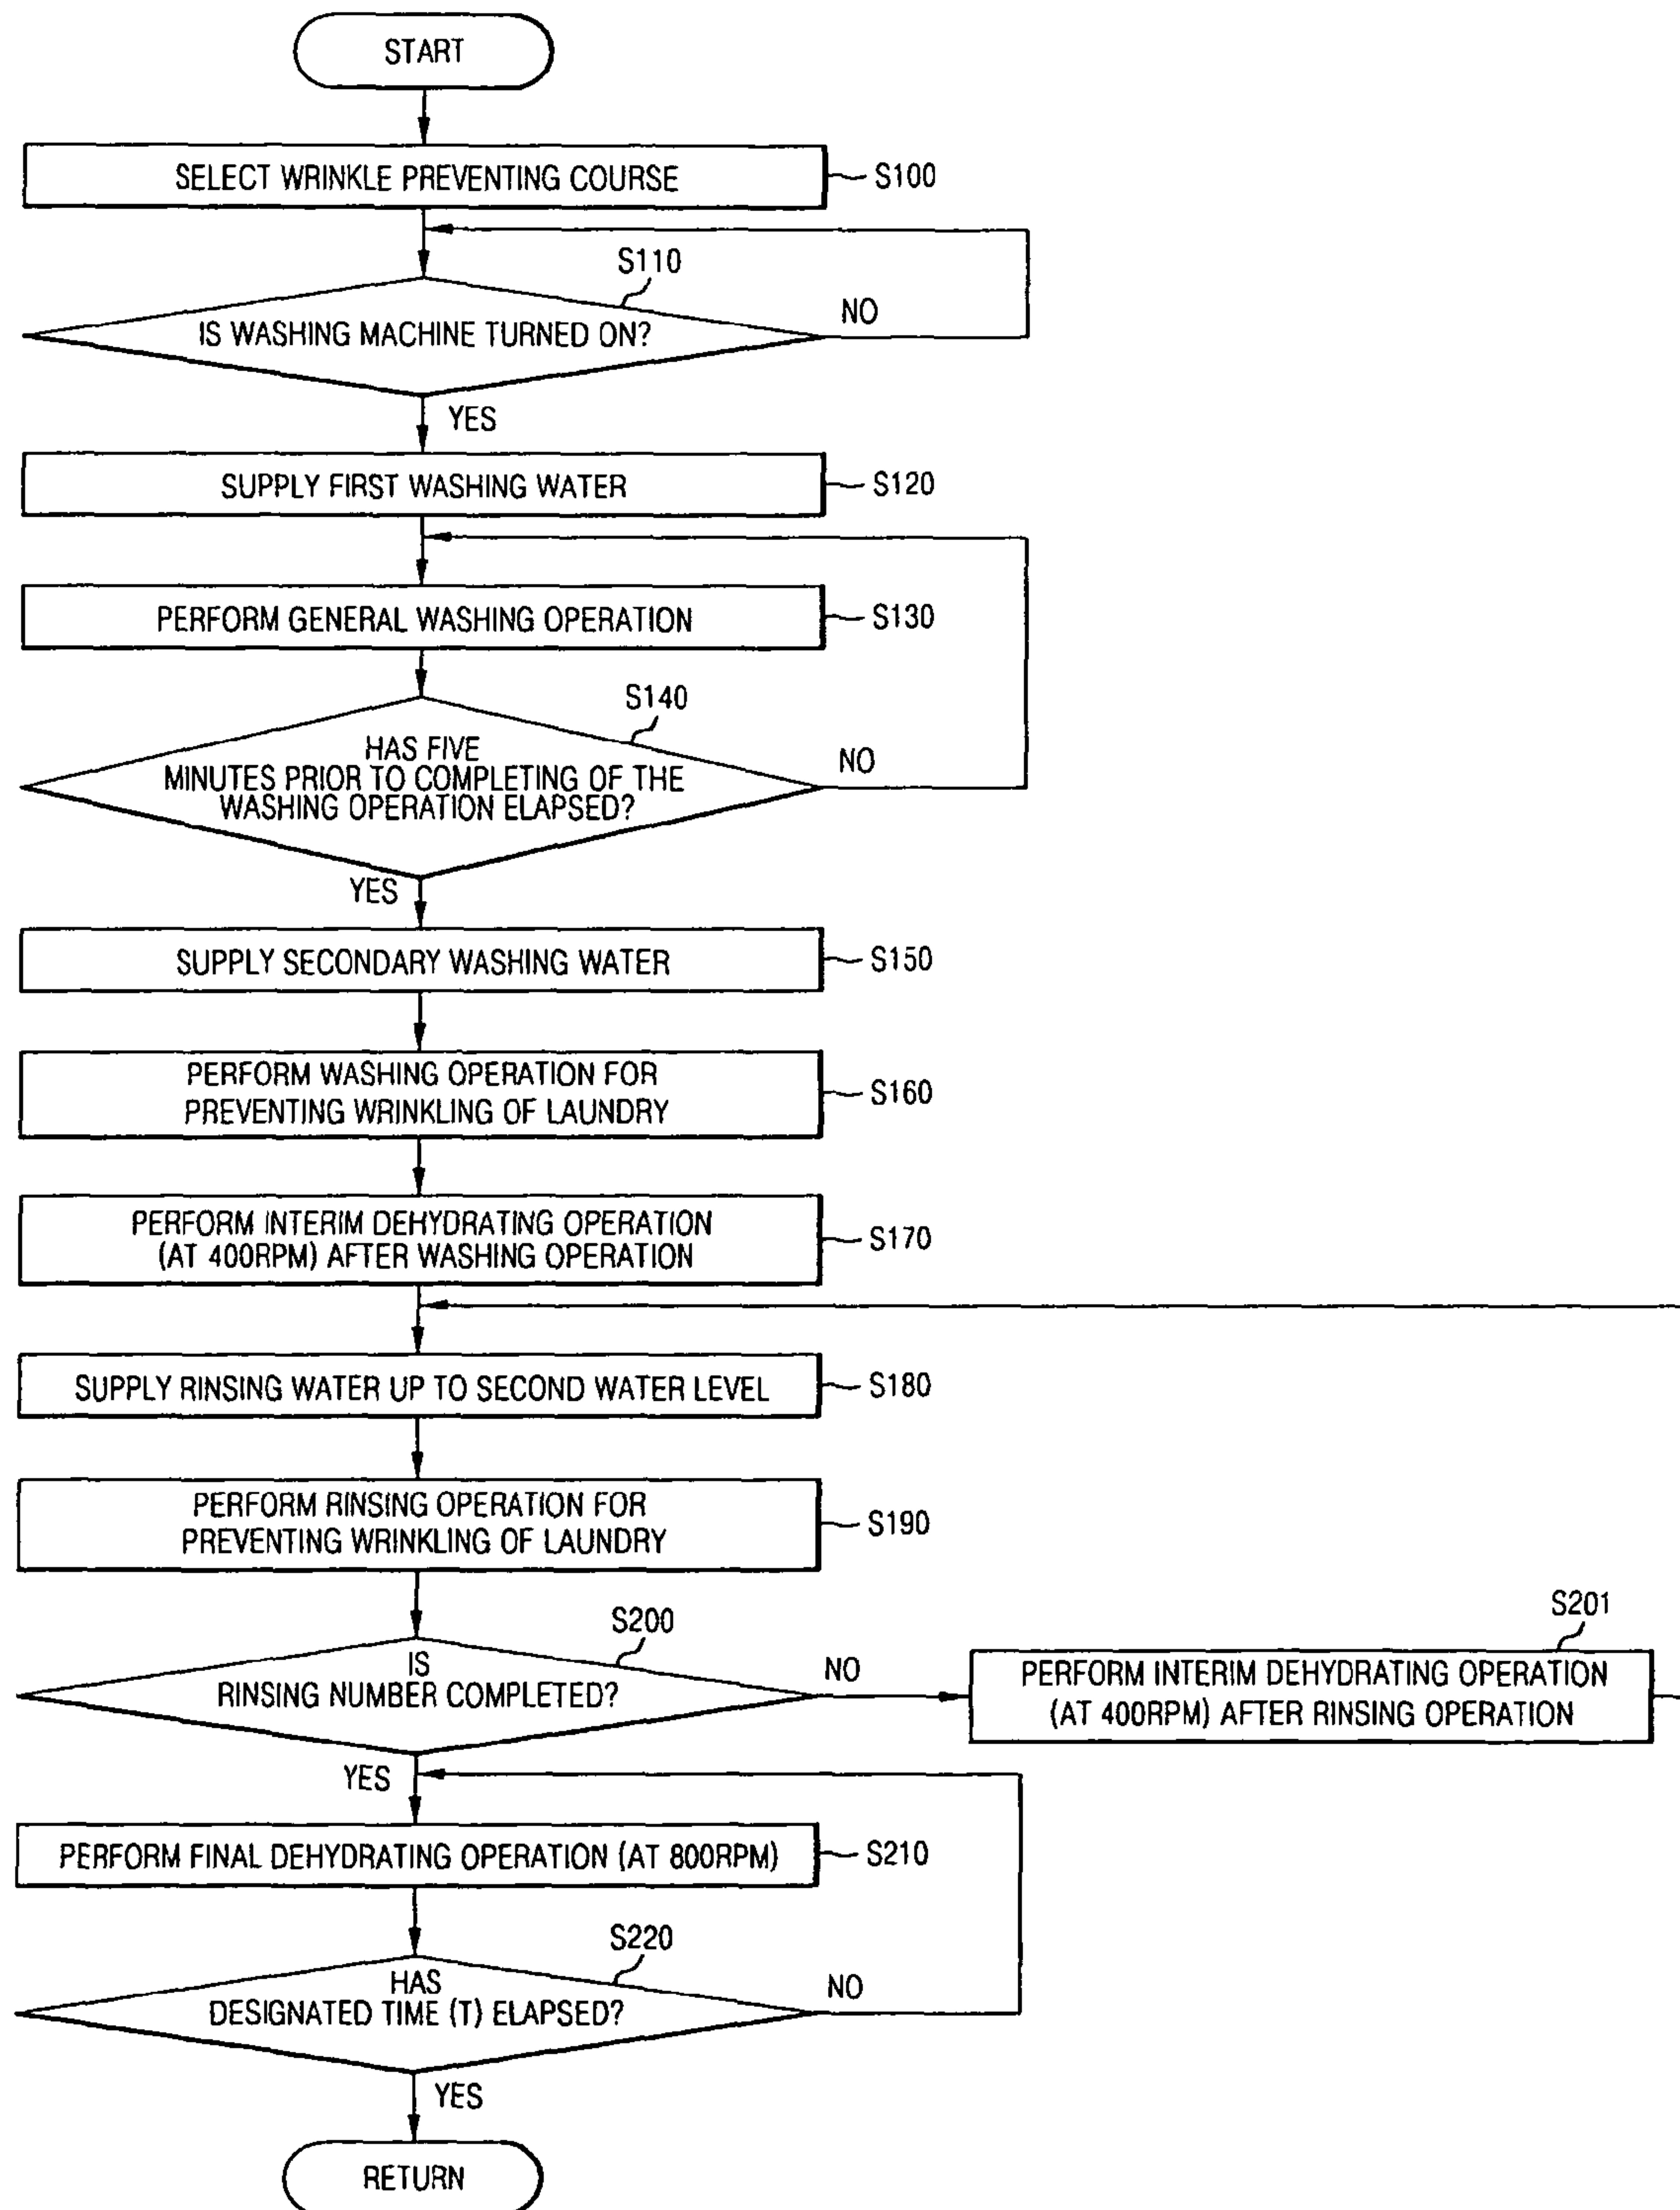 START
SELECT WRINKLE PREVENTING COURSE
S100
S110
IS WASHING MACHINE TURNED ON?
NO
YES
SUPPLY FIRST WASHING WATER
S120
PERFORM GENERAL WASHING OPERATION
S130
S140
HAS FIVE
MINUTES PRIOR TO COMPLETING OF THE
WASHING OPERATION ELAPSED?
NO
YES
SUPPLY SECONDARY WASHING WATER
S150
PERFORM WASHING OPERATION FOR
PREVENTING WRINKLING OF LAUNDRY
S160
PERFORM INTERIM DEHYDRATING OPERATION
(AT 400RPM) AFTER WASHING OPERATION
S170
SUPPLY RINSING WATER UP TO SECOND WATER LEVEL
S180
PERFORM RINSING OPERATION FOR
PREVENTING WRINKLING OF LAUNDRY
S190
S200
IS
RINSING NUMBER COMPLETED?
NO
S201
PERFORM INTERIM DEHYDRATING OPERATION
(AT 400RPM) AFTER RINSING OPERATION
YES
PERFORM FINAL DEHYDRATING OPERATION (AT 800RPM)
S210
S220
HAS
DESIGNATED TIME (T) ELAPSED?
NO
YES
RETURN